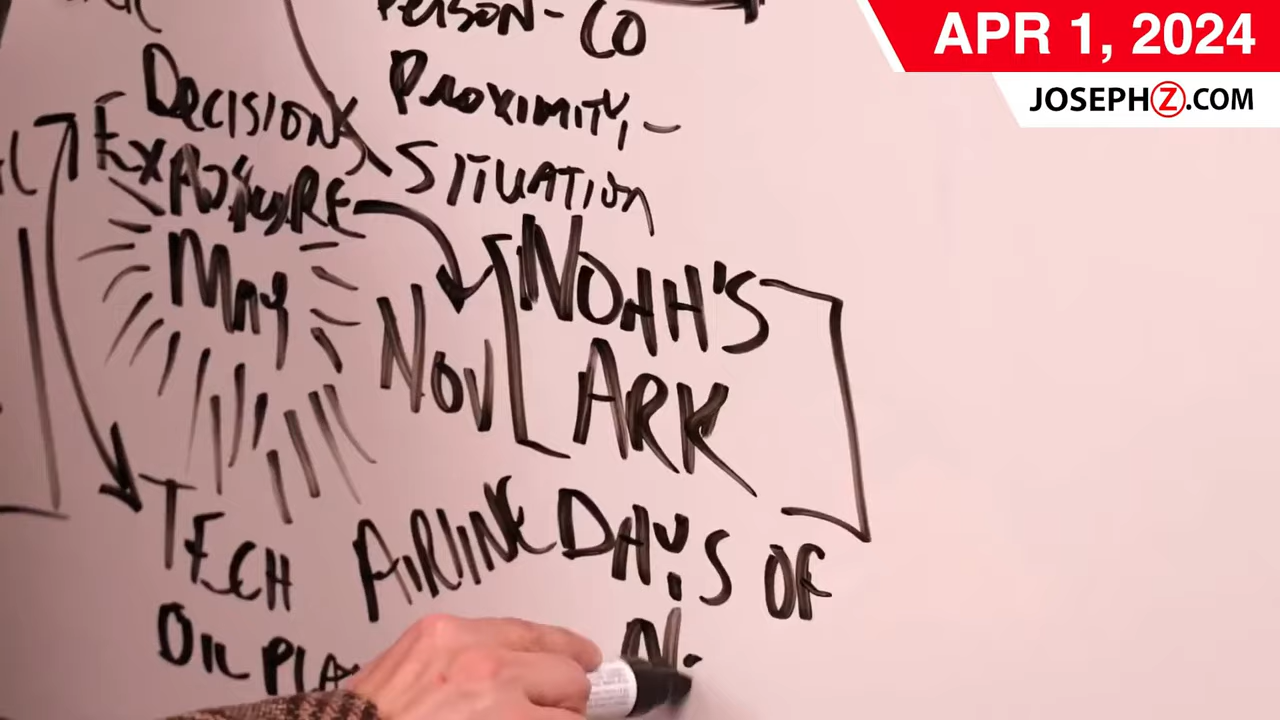 APR 1, 2024
JOSEPHZ.COM
PERSON - CO
PROXIMITY, -
SITUATION
DECISIONS
EXPOSURE
MAY
NOV
NOAH'S
ARK
TECH AIRLINE DAYS OF
OIL PLA